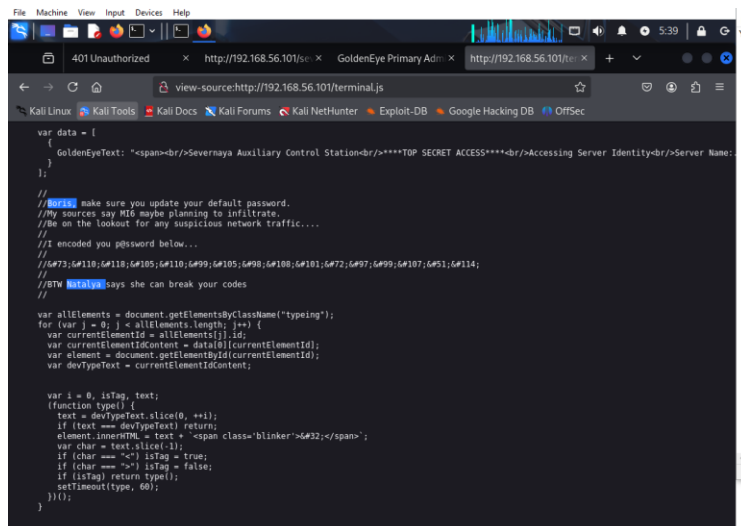 File Machine View Input Devices Help
5:39
401 Unauthorized
http://192.168.56.101/se
GoldenEye Primary Adm
http://192.168.56.101/ter
view-source:http://192.168.56.101/terminal.js
Kali Linux Kali Tools Kali Docs Kali Forums Kali NetHunter Exploit-DB Google Hacking DB OffSec
var data = [
{
GoldenEyeText: "<span><br/>Severnaya Auxiliary Control Station<br/>****TOP SECRET ACCESS****<br/>Accessing Server Identity<br/>Server Name:.
}
];
//
//Boris, make sure you update your default password.
//My sources say MI6 maybe planning to infiltrate.
//Be on the lookout for any suspicious network traffic....
//
//I encoded you p@ssword below...
//
//&#73;&#110;&#118;&#105;&#110;&#99;&#105;&#98;&#108;&#101;&#72;&#97;&#99;&#107;&#51;&#114;
//
//BTW Natalya says she can break your codes
//
var allElements = document.getElementsByClassName("typeing");
for (var j = 0; j < allElements.length; j++) {
var currentElementId = allElements[j].id;
var currentElementIdContent = data[0][currentElementId];
var element = document.getElementById(currentElementId);
var devTypeText = currentElementIdContent;
var i = 0, isTag, text;
(function type() {
text = devTypeText.slice(0, ++i);
if (text === devTypeText) return;
element.innerHTML = text + `<span class='blinker'>&#32;</span>`;
var char = text.slice(-1);
if (char === "<") isTag = true;
if (char === ">") isTag = false;
if (isTag) return type();
setTimeout(type, 60);
})();
}